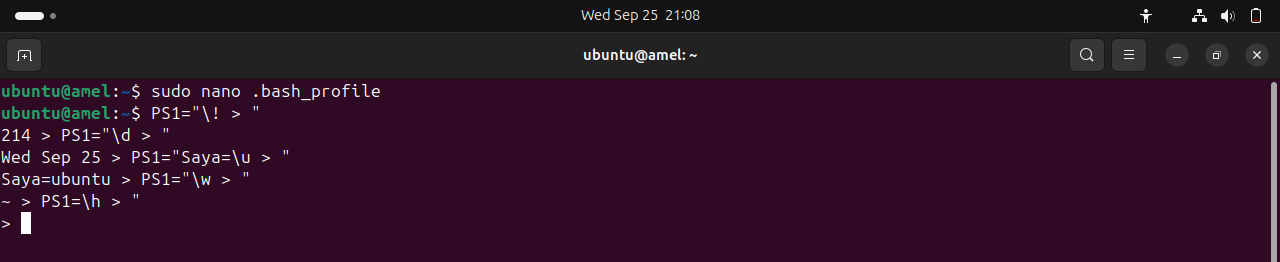 Wed Sep 25 21:08
ubuntu@amel: ~
ubuntu@amel:~$ sudo nano .bash_profile
ubuntu@amel:~$ PS1="\! > "
214 > PS1="\d > "
Wed Sep 25 > PS1="Saya=\u > "
Saya=ubuntu > PS1="\w > "
~ > PS1=\h > "
>